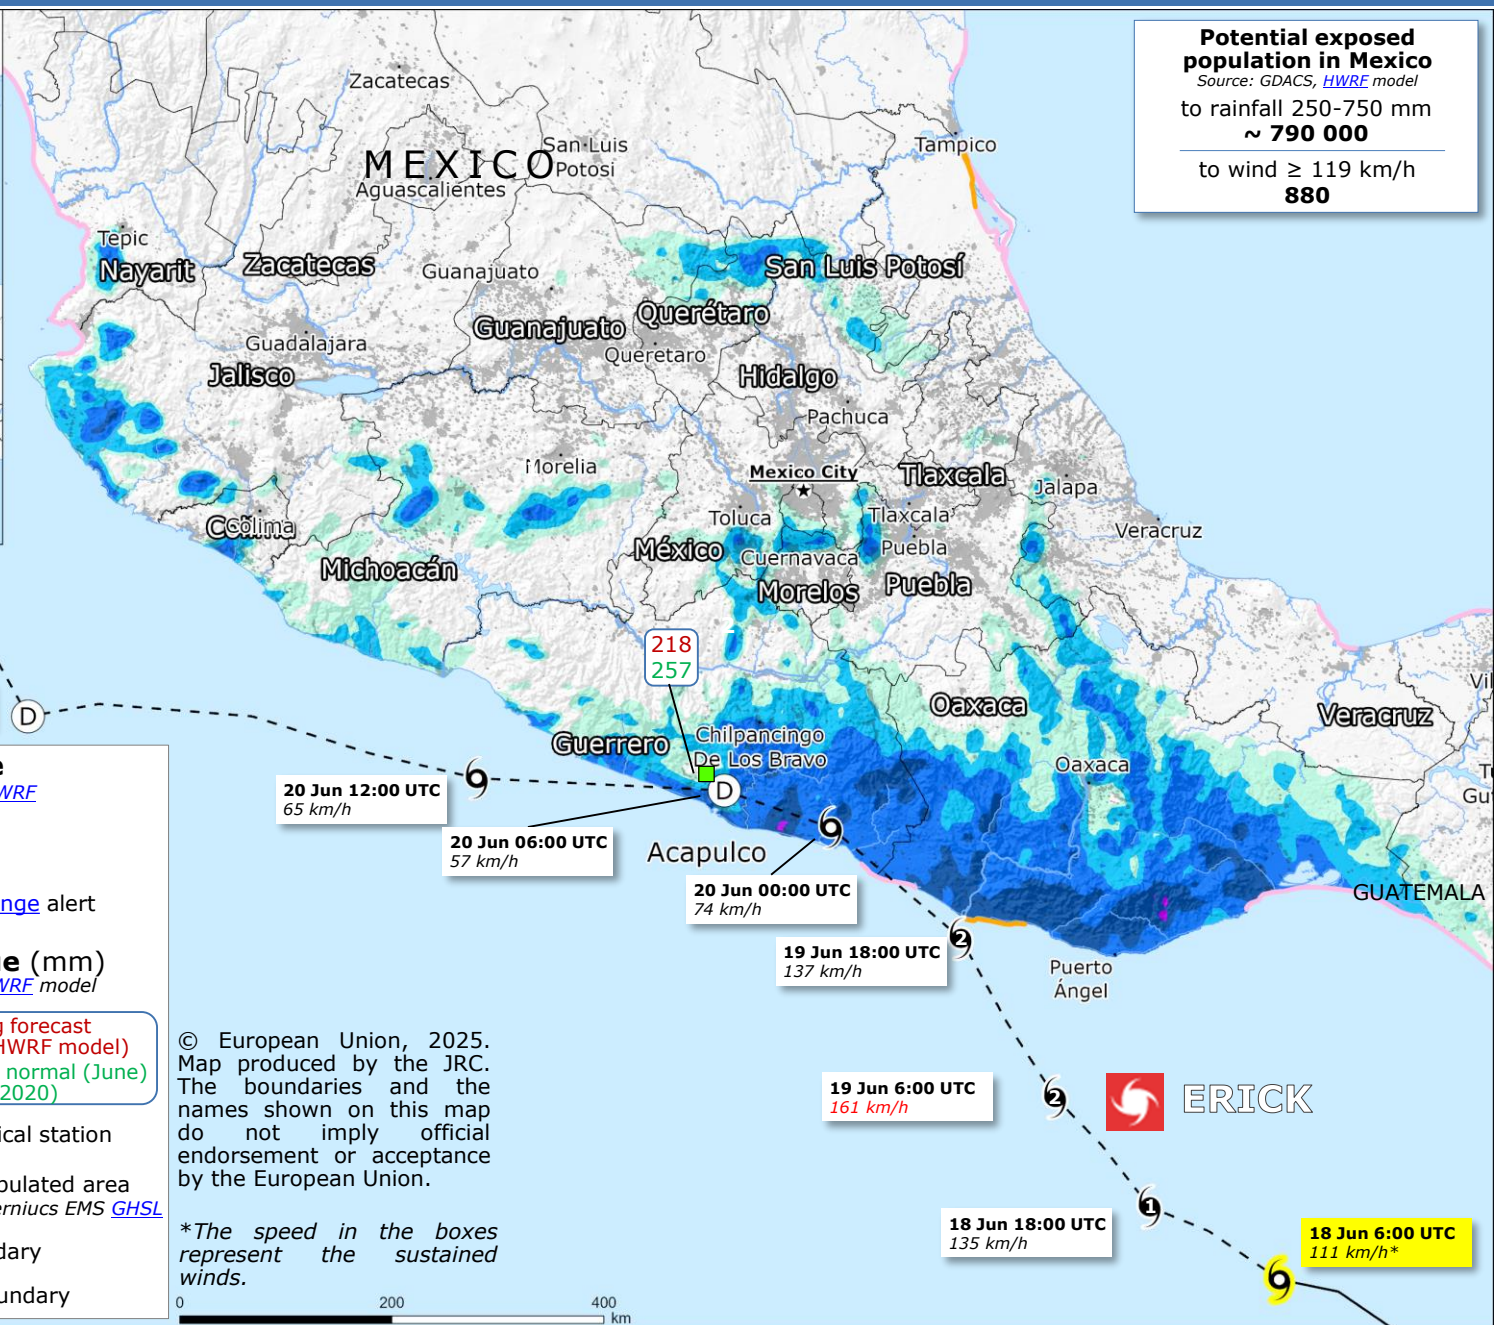 Potential exposed
population in Mexico
Source: GDACS, HWRF model
to rainfall 250-750 mm
~ 790 000
to wind ≥ 119 km/h
880
Zacatecas
San Luis
Potosi
MEXICO
Aguascalientes
Tampico
Tepic
Nayarit
Zacatecas
Guanajuato
San Luis Potosí
Querétaro
Guanajuato
Guadalajara
Queretaro
Jalisco
Hidalgo
Pachuca
Morelia
Mexico City
Tlaxcala
Jalapa
Toluca
Tlaxcala
Colima
Veracruz
México
Cuernavaca
Puebla
Michoacán
Morelos
Puebla
218
257
Oaxaca
Veracruz
D
Guerrero
Chilpancingo
De Los Bravo
Oaxaca
D
20 Jun 12:00 UTC
65 km/h
20 Jun 06:00 UTC
57 km/h
Acapulco
20 Jun 00:00 UTC
74 km/h
GUATEMALA
2
19 Jun 18:00 UTC
137 km/h
Puerto
Ángel
19 Jun 6:00 UTC
161 km/h
2
ERICK
1
18 Jun 18:00 UTC
135 km/h
18 Jun 6:00 UTC
111 km/h*
alert
(mm)
model
forecast
HWRF model)
normal (June)
2020)
station
area
EMS GHSL
© European Union, 2025.
Map produced by the JRC.
The boundaries and the
names shown on this map
do not imply official
endorsement or acceptance
by the European Union.
*The speed in the boxes
represent the sustained
winds.
0 200 400
km